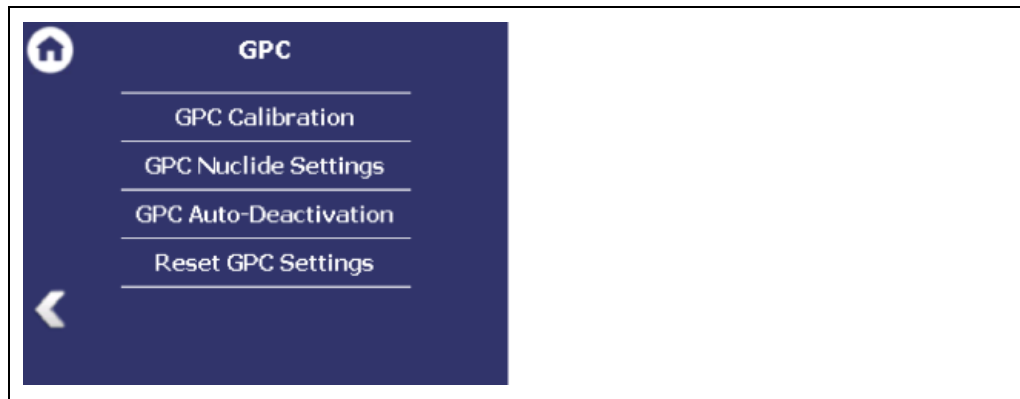 GPC
GPC Calibration
GPC Nuclide Settings
GPC Auto-Deactivation
Reset GPC Settings